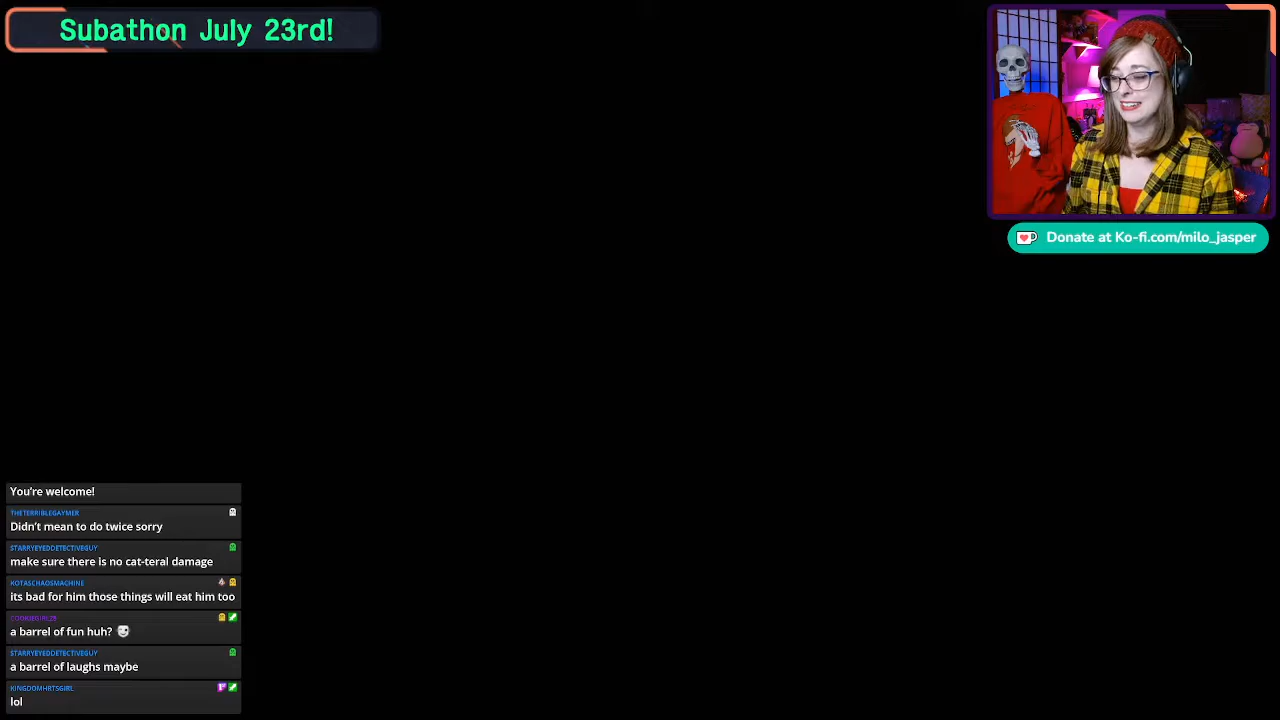 Subathon July 23rd!
Donate at Ko-fi.com/milo_jasper
You're welcome!
THETERRIBLEGAYMER
Didn't mean to do twice sorry
STARRYEYEDDETECTIVEGUY
make sure there is no cat-teral damage
KOTASCHAOSMACHINE
its bad for him those things will eat him too
COOKIEGIRLZ9
a barrel of fun huh?
STARRYEYEDDETECTIVEGUY
a barrel of laughs maybe
KINGDOMHRTSGIRL
lol